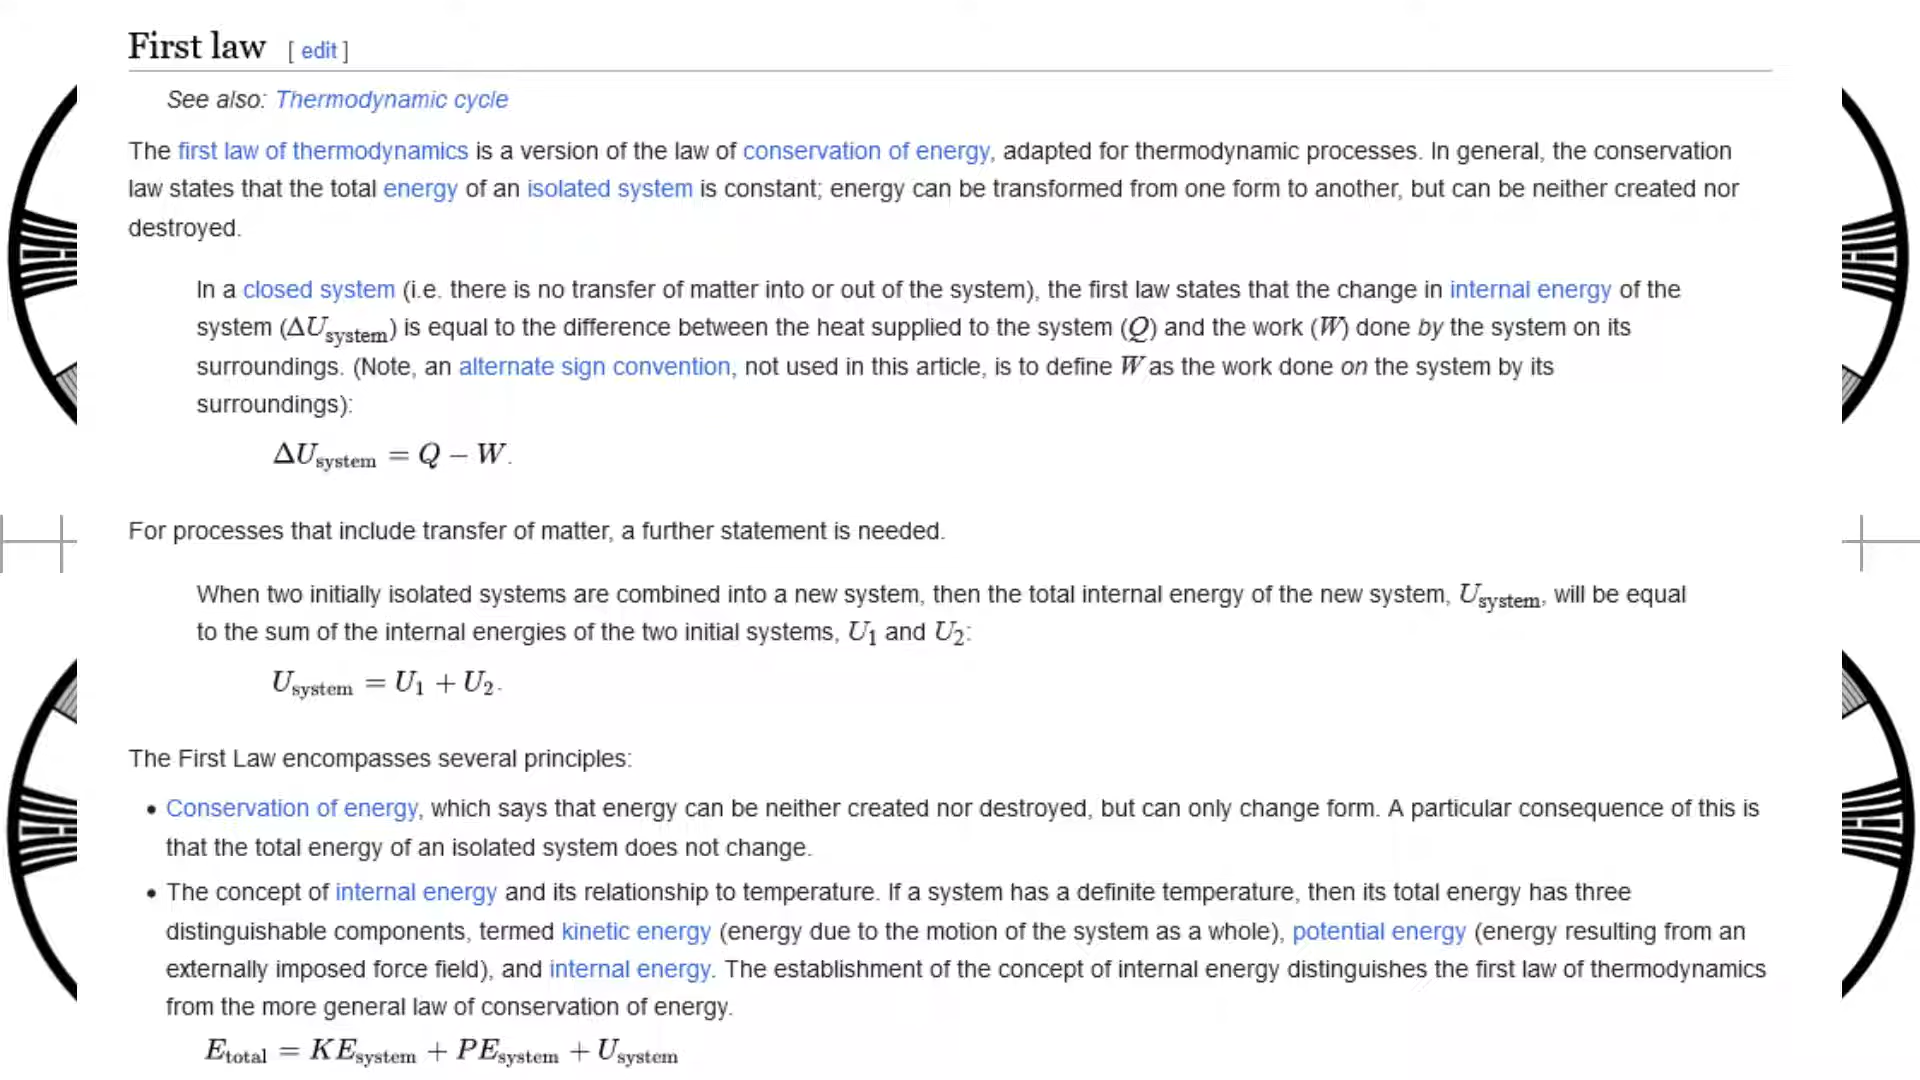 First law [ edit ]
See also: Thermodynamic cycle
The first law of thermodynamics is a version of the law of conservation of energy, adapted for thermodynamic processes. In general, the conservation
law states that the total energy of an isolated system is constant; energy can be transformed from one form to another, but can be neither created nor
destroyed.
In a closed system (i.e. there is no transfer of matter into or out of the system), the first law states that the change in internal energy of the
system (ΔU_system) is equal to the difference between the heat supplied to the system (Q) and the work (W) done by the system on its
surroundings. (Note, an alternate sign convention, not used in this article, is to define W as the work done on the system by its
surroundings):
ΔU_system = Q − W.
For processes that include transfer of matter, a further statement is needed.
When two initially isolated systems are combined into a new system, then the total internal energy of the new system, U_system, will be equal
to the sum of the internal energies of the two initial systems, U₁ and U₂:
U_system = U₁ + U₂.
The First Law encompasses several principles:
• Conservation of energy, which says that energy can be neither created nor destroyed, but can only change form. A particular consequence of this is
that the total energy of an isolated system does not change.
• The concept of internal energy and its relationship to temperature. If a system has a definite temperature, then its total energy has three
distinguishable components, termed kinetic energy (energy due to the motion of the system as a whole), potential energy (energy resulting from an
externally imposed force field), and internal energy. The establishment of the concept of internal energy distinguishes the first law of thermodynamics
from the more general law of conservation of energy.
E_total = KE_system + PE_system + U_system